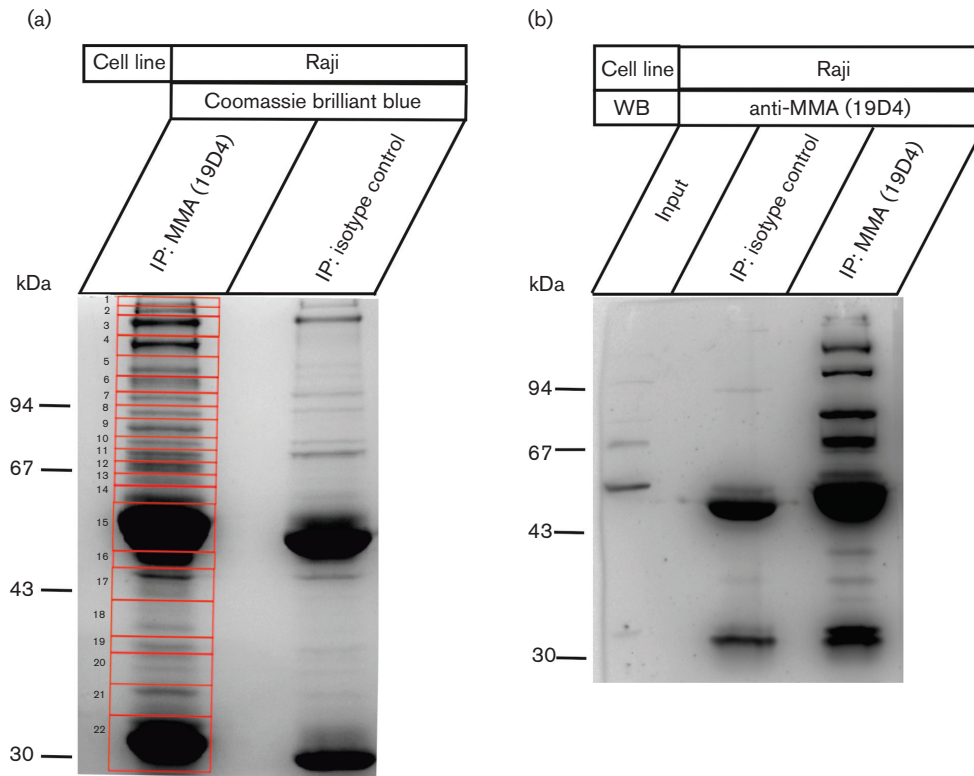 (a)
Cell line
Raji
Coomassie brilliant blue
IP: MMA (19D4)
IP: isotype control
kDa
94
67
43
30
1
2
3
4
5
6
7
8
9
10
11
12
13
14
15
16
17
18
19
20
21
22
(b)
Cell line
Raji
WB
anti-MMA (19D4)
Input
IP: isotype control
IP: MMA (19D4)
kDa
94
67
43
30